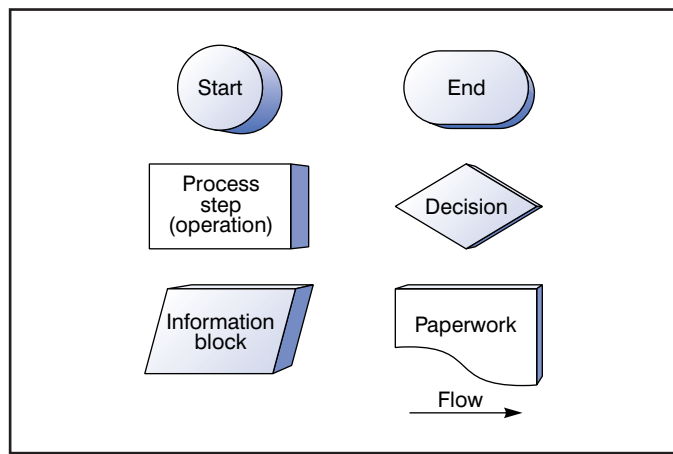 Start
End
Process
step
(operation)
Decision
Information
block
Paperwork
Flow